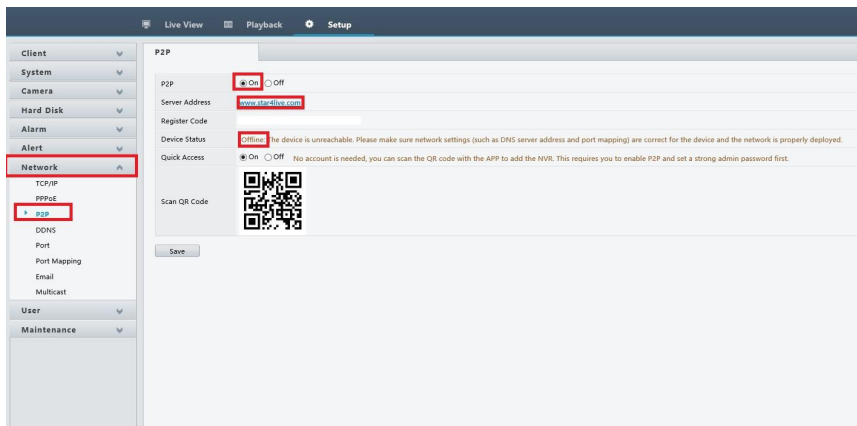 Live View Playback Setup
Client
System
Camera
Hard Disk
Alarm
Alert
Network
TCP/IP
PPPoE
P2P
DDNS
Port
Port Mapping
Email
Multicast
User
Maintenance
P2P
P2P On Off
Server Address www.star4live.com
Register Code
Device Status Offline: The device is unreachable. Please make sure network settings (such as DNS server address and port mapping) are correct for the device and the network is properly deployed.
Quick Access On Off No account is needed, you can scan the QR code with the APP to add the NVR. This requires you to enable P2P and set a strong admin password first.
Scan QR Code
Save